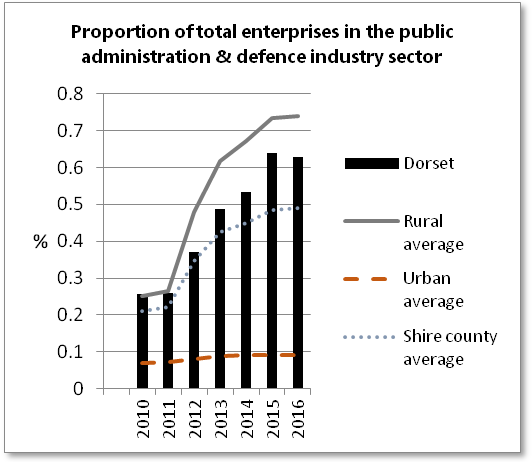 Proportion of total enterprises in the public
administration & defence industry sector
0.8
0.7
0.6
0.5
0.4
0.3
0.2
0.1
0
%
2010
2011
2012
2013
2014
2015
2016
Dorset
Rural
average
Urban
average
Shire county
average